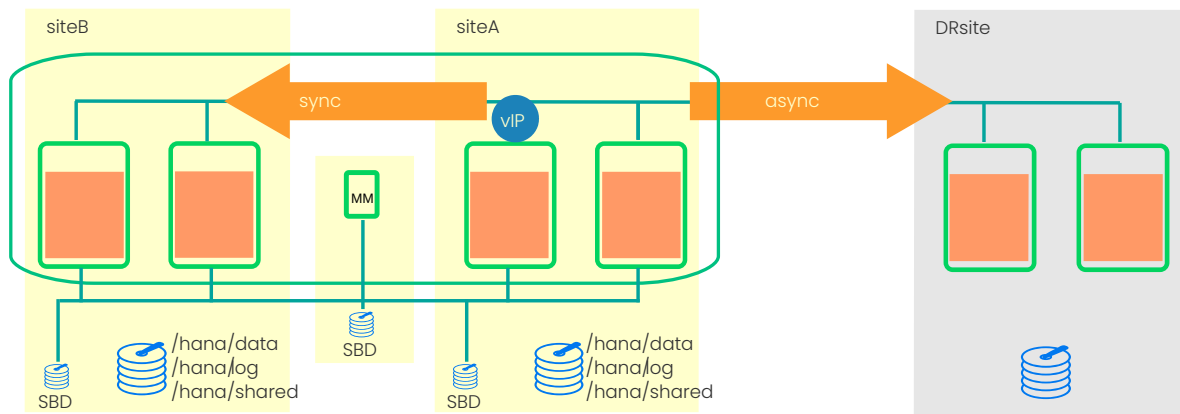 siteB
siteA
DRsite
sync
async
vIP
MM
/hana/data
/hana/log
/hana/shared
/hana/data
/hana/log
/hana/shared
SBD
SBD
SBD